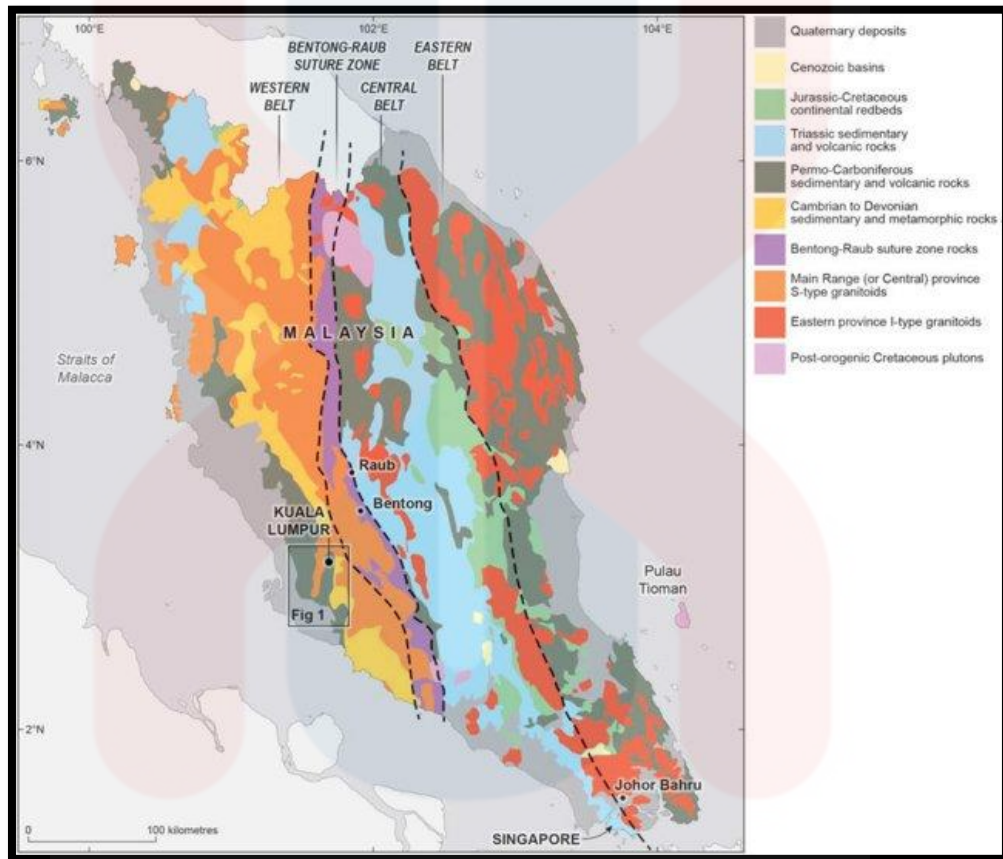 100°E
102°E
104°E
BENTONG-RAUB
SUTURE ZONE
EASTERN
BELT
WESTERN
BELT
CENTRAL
BELT
6°N
MALAYSIA
Straits of
Malacca
4°N
Raub
Bentong
KUALA
LUMPUR
Fig 1
Pulau
Tioman
2°N
Johor Bahru
SINGAPORE
0
100 kilometres
Quaternary deposits
Cenozoic basins
Jurassic-Cretaceous
continental redbeds
Triassic sedimentary
and volcanic rocks
Permo-Carboniferous
sedimentary and volcanic rocks
Cambrian to Devonian
sedimentary and metamorphic rocks
Bentong-Raub suture zone rocks
Main Range (or Central) province
S-type granitoids
Eastern province I-type granitoids
Post-orogenic Cretaceous plutons